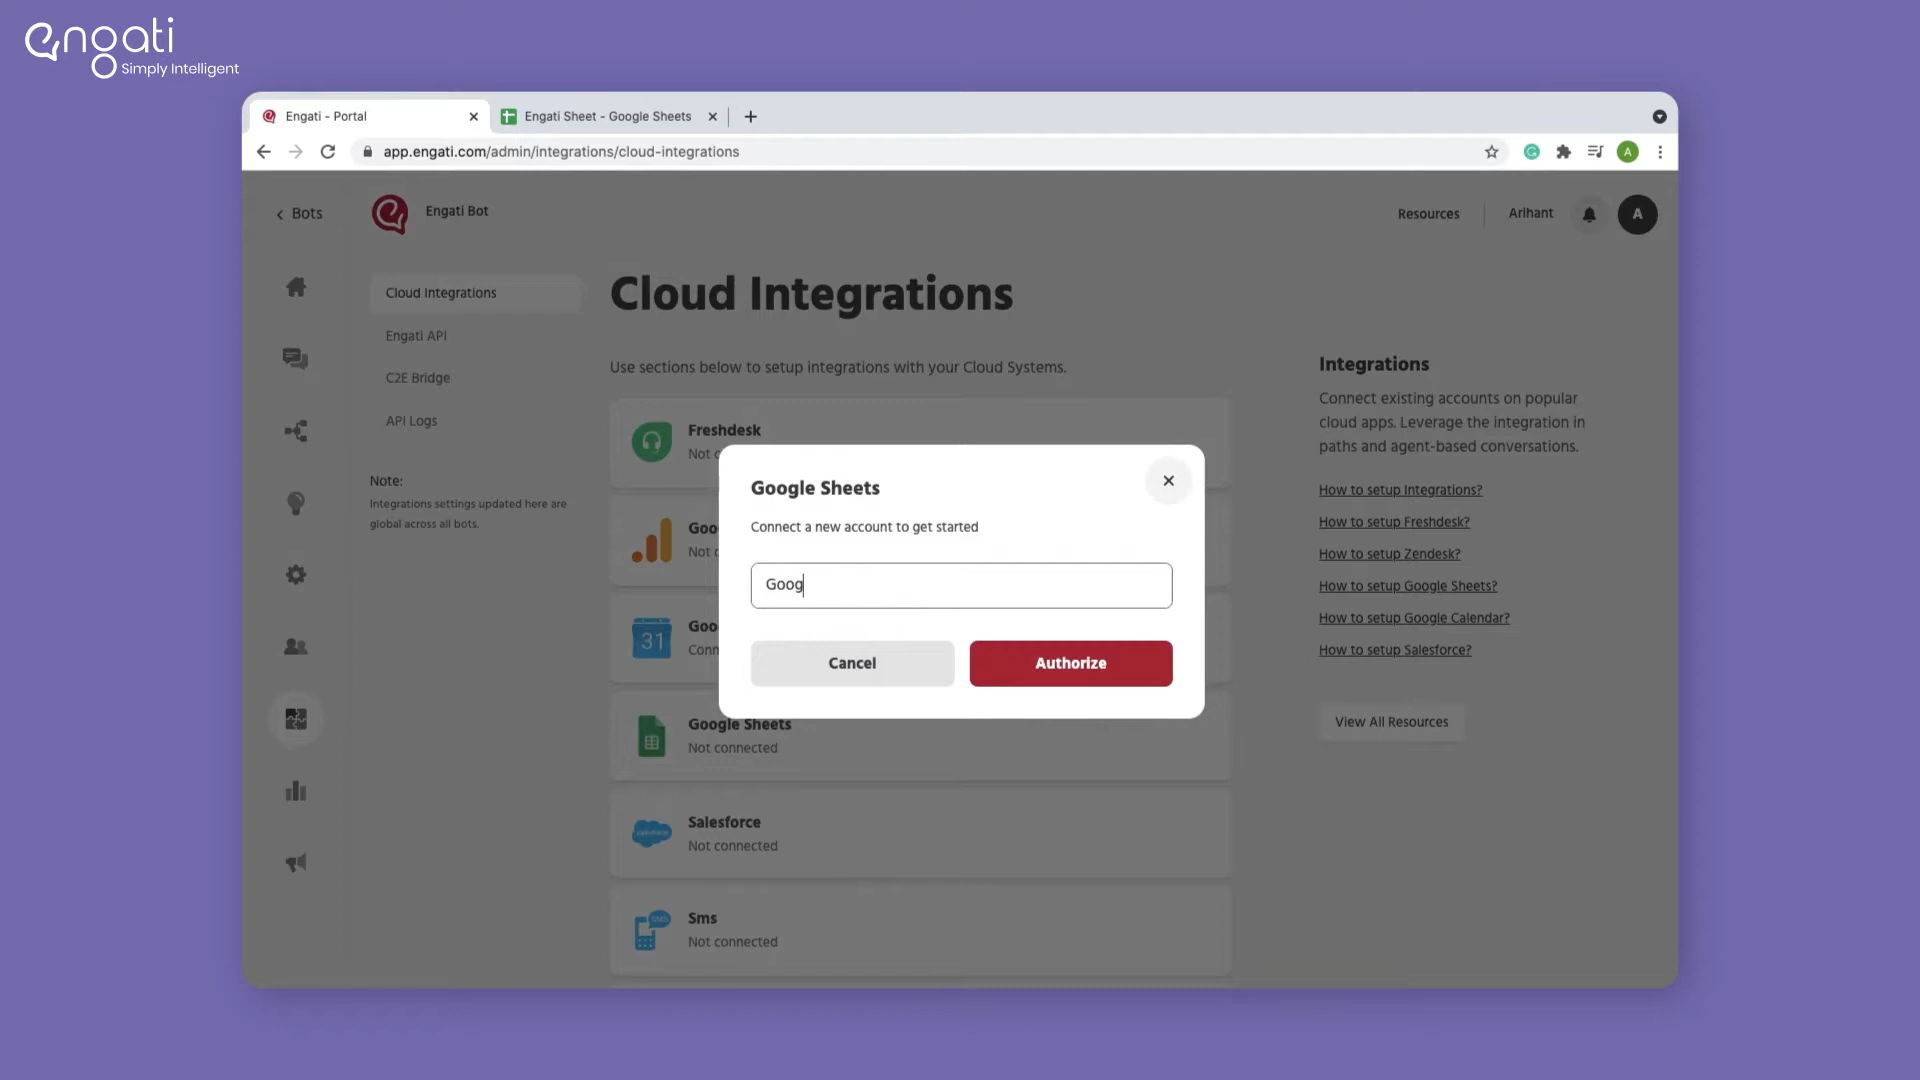 engati
Simply Intelligent
Engati - Portal
Engati Sheet - Google Sheets
app.engati.com/admin/integrations/cloud-integrations
A
Bots
Engati Bot
Resources
Arihant
A
Cloud Integrations
Engati API
C2E Bridge
API Logs
Note:
Integrations settings updated here are
global across all bots.
Cloud Integrations
Use sections below to setup integrations with your Cloud Systems.
Freshdesk
Not c
Goo
Not c
31
Goo
Conn
Google Sheets
Not connected
salesforce
Salesforce
Not connected
SMS
Sms
Not connected
Google Sheets
Connect a new account to get started
Goog
Cancel
Authorize
Integrations
Connect existing accounts on popular
cloud apps. Leverage the integration in
paths and agent-based conversations.
How to setup Integrations?
How to setup Freshdesk?
How to setup Zendesk?
How to setup Google Sheets?
How to setup Google Calendar?
How to setup Salesforce?
View All Resources